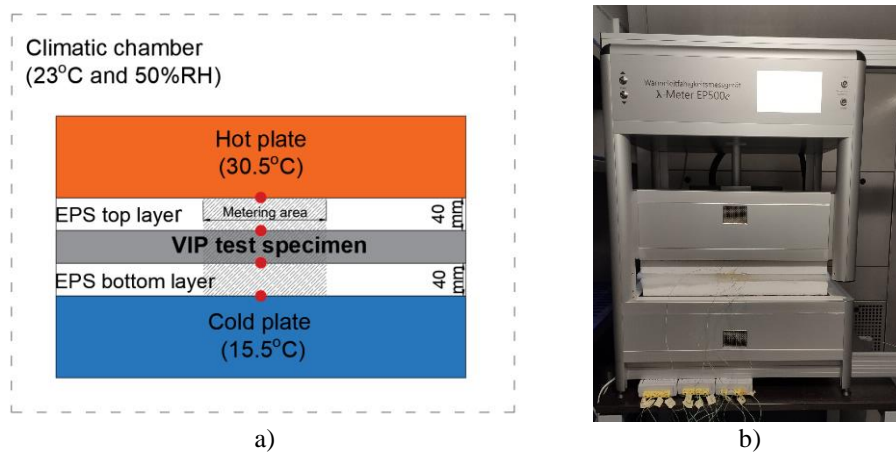 Climatic chamber
(23°C and 50%RH)
Hot plate
(30.5°C)
EPS top layer
Metering area
40 mm
VIP test specimen
EPS bottom layer
40 mm
Cold plate
(15.5°C)
a)
Wärmeleitfähigkeitsmessgerät
λ-Meter EP500e
b)